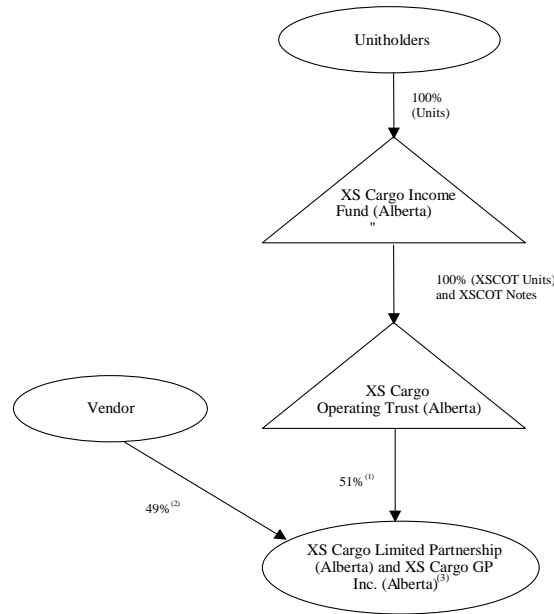 Unitholders
100%
(Units)
XS Cargo Income
Fund (Alberta)
"
100% (XSCOT Units)
and XSCOT Notes
XS Cargo
Operating Trust (Alberta)
Vendor
51% (1)
49% (2)
XS Cargo Limited Partnership
(Alberta) and XS Cargo GP
Inc. (Alberta)(3)